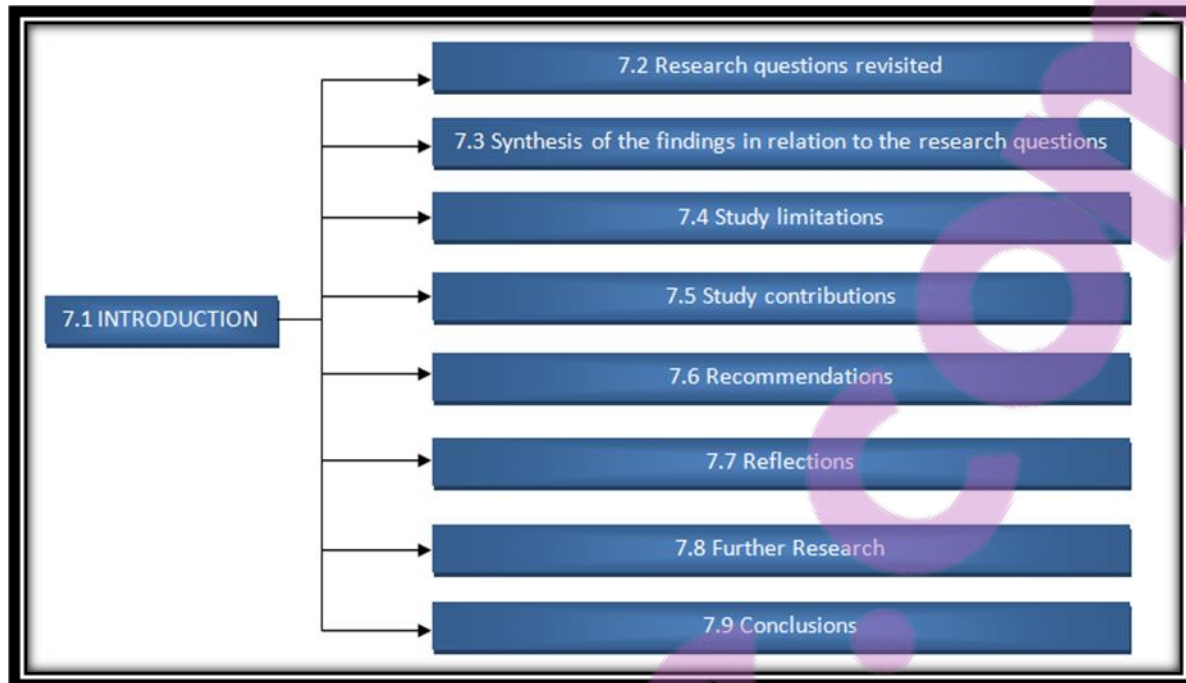 7.1 INTRODUCTION
7.2 Research questions revisited
7.3 Synthesis of the findings in relation to the research questions
7.4 Study limitations
7.5 Study contributions
7.6 Recommendations
7.7 Reflections
7.8 Further Research
7.9 Conclusions